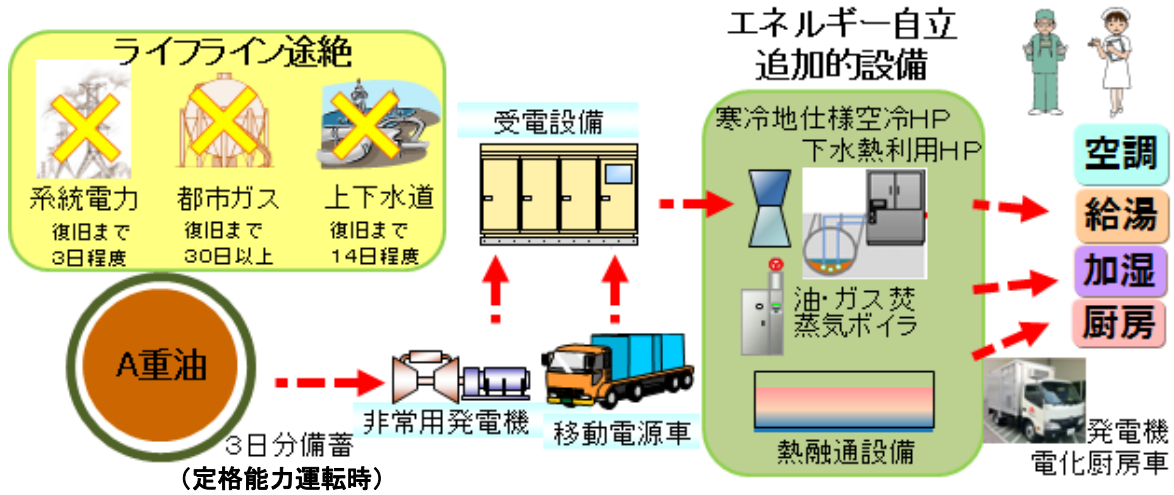 ライフライン途絶
系統電力
復旧まで
3日程度
都市ガス
復旧まで
30日以上
上下水道
復旧まで
14日程度
A重油
3日分備蓄
(定格能力運転時)
受電設備
非常用発電機
移動電源車
エネルギー自立
追加的設備
寒冷地仕様空冷HP
下水熱利用HP
油・ガス焚
蒸気ボイラ
熱融通設備
空調
給湯
加湿
厨房
発電機
電化厨房車